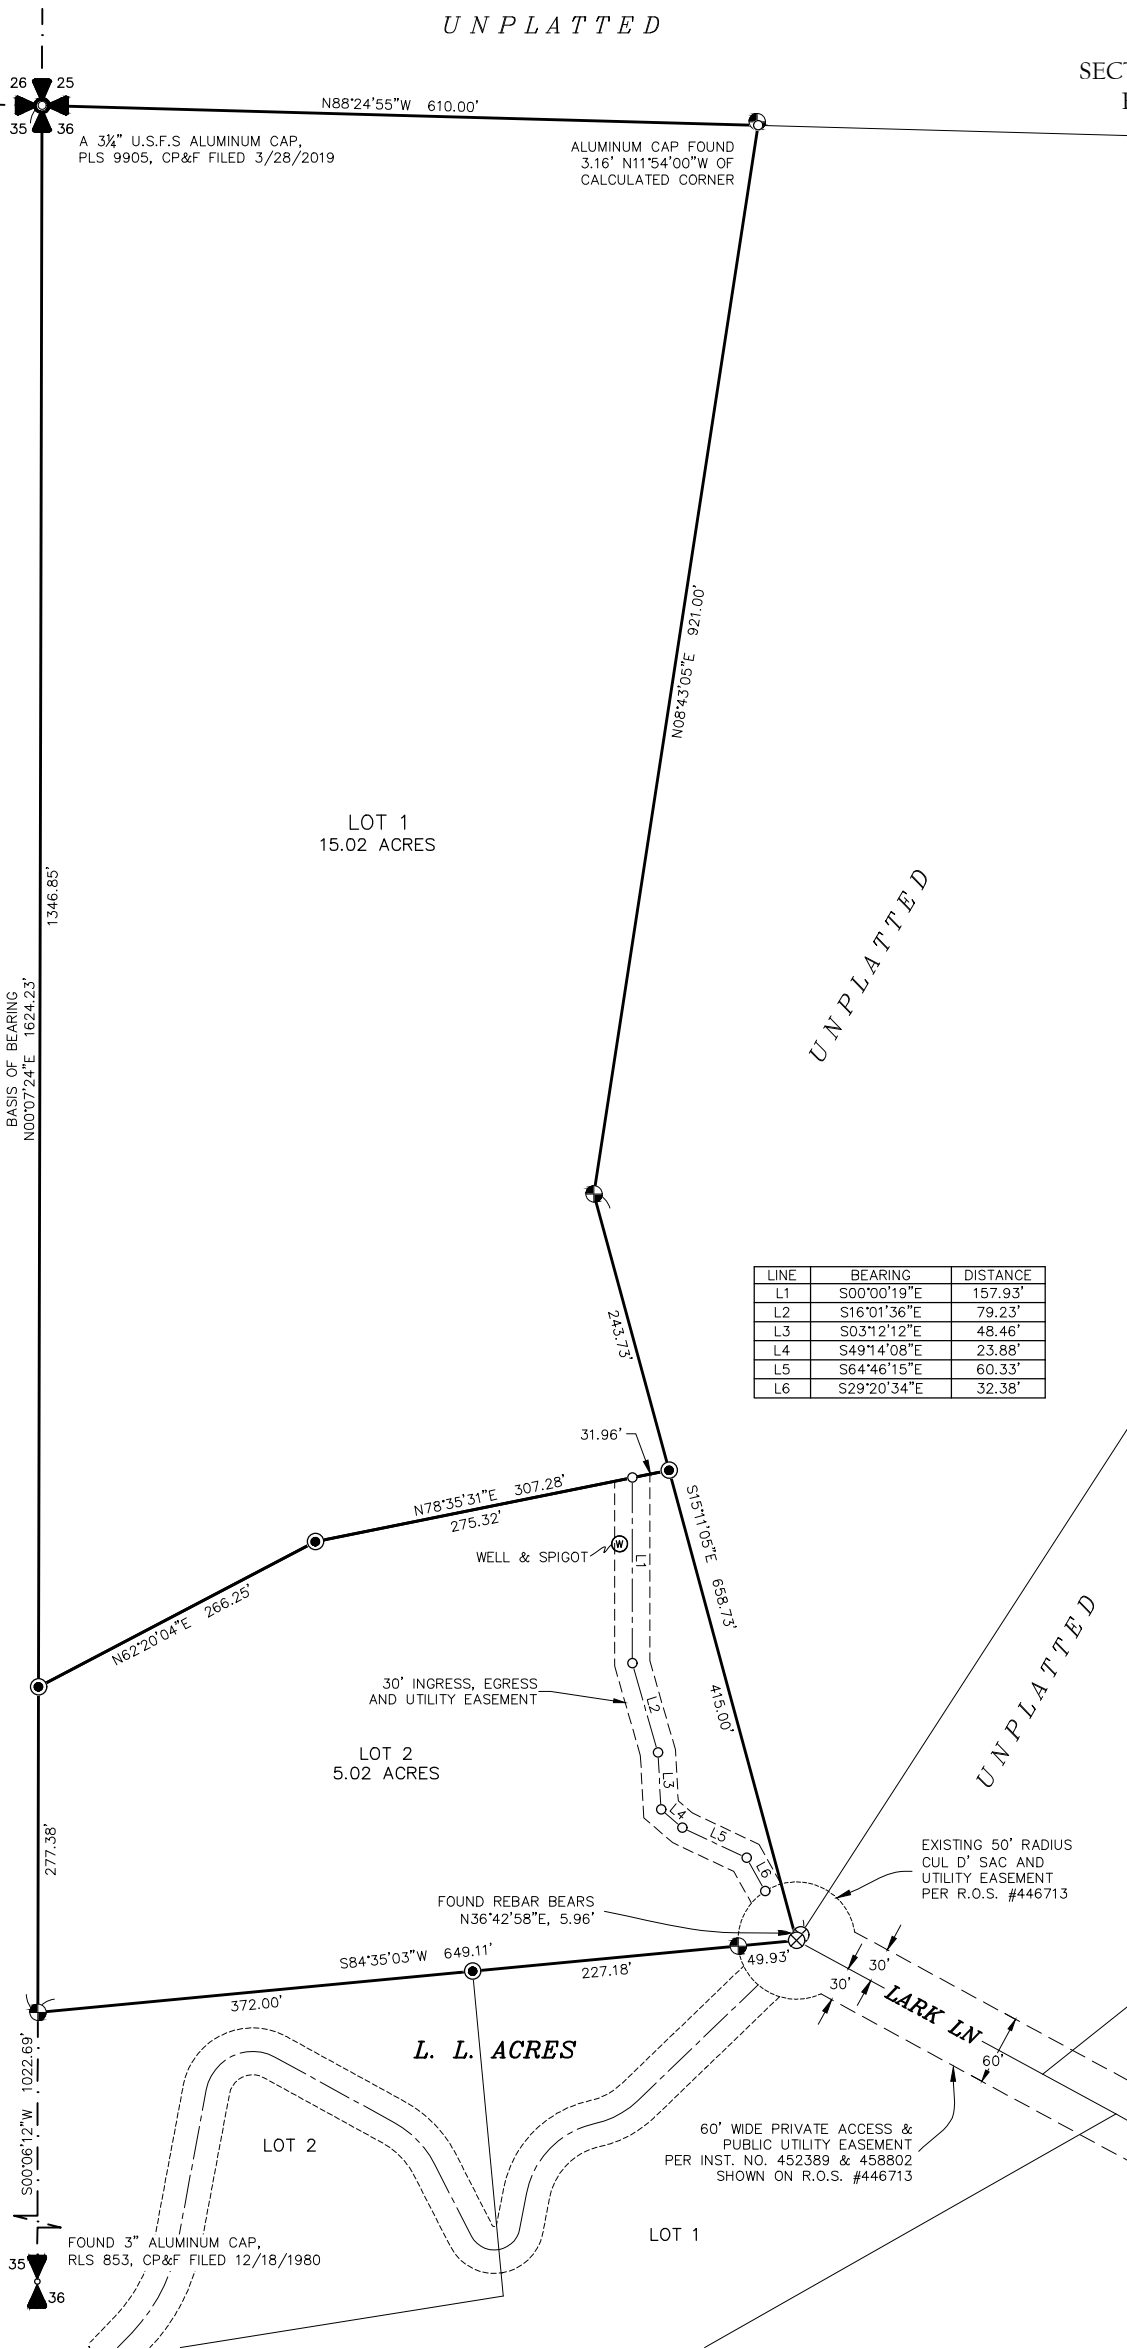 UNPLATTED
SECT
26 25
35 36
N88°24'55"W 610.00'
A 3¼" U.S.F.S ALUMINUM CAP,
PLS 9905, CP&F FILED 3/28/2019
ALUMINUM CAP FOUND
3.16' N11°54'00"W OF
CALCULATED CORNER
N08°43'05"E 921.00'
LOT 1
15.02 ACRES
1346.85'
UNPLATTED
BASIS OF BEARING
N00°07'24"E 1624.23'
LINE BEARING DISTANCE
L1 S00°00'19"E 157.93'
L2 S16°01'36"E 79.23'
L3 S03°12'12"E 48.46'
L4 S49°14'08"E 23.88'
L5 S64°46'15"E 60.33'
L6 S29°20'34"E 32.38'
243.73'
31.96'
N78°35'31"E 307.28'
275.32'
S15°11'05"E 658.73'
WELL & SPIGOT
W
L1
N62°20'04"E 266.25'
UNPLATTED
30' INGRESS, EGRESS
AND UTILITY EASEMENT
L2
415.00'
LOT 2
5.02 ACRES
L3
L4
L5
L6
277.38'
EXISTING 50' RADIUS
CUL D' SAC AND
UTILITY EASEMENT
PER R.O.S. #446713
FOUND REBAR BEARS
N36°42'58"E, 5.96'
S84°35'03"W 649.11'
49.93'
227.18'
372.00'
30'
30'
LARK LN
60'
L. L. ACRES
S00°06'12"W 1022.69'
60' WIDE PRIVATE ACCESS &
PUBLIC UTILITY EASEMENT
PER INST. NO. 452389 & 458802
SHOWN ON R.O.S. #446713
LOT 2
LOT 1
FOUND 3" ALUMINUM CAP,
RLS 853, CP&F FILED 12/18/1980
35
36